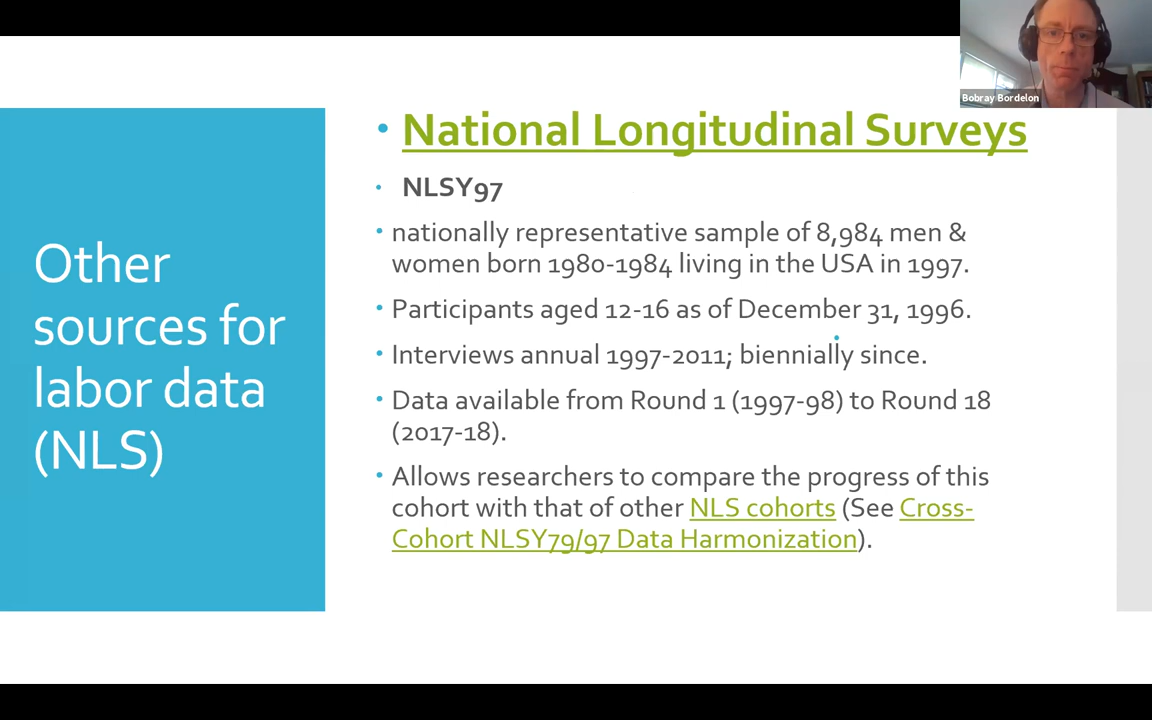 Bobray Bordelon
Other
sources for
labor data
(NLS)
• National Longitudinal Surveys
• NLSY97
• nationally representative sample of 8,984 men &
women born 1980-1984 living in the USA in 1997.
• Participants aged 12-16 as of December 31, 1996.
• Interviews annual 1997-2011; biennially since.
• Data available from Round 1 (1997-98) to Round 18
(2017-18).
• Allows researchers to compare the progress of this
cohort with that of other NLS cohorts (See Cross-
Cohort NLSY79/97 Data Harmonization).